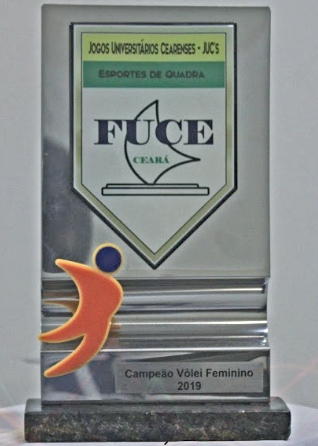 JOGOS UNIVERSITÁRIOS CEARENSES - JUC's
ESPORTES DE QUADRA
FUCE
CEARÁ
Campeão Vôlei Feminino
2019